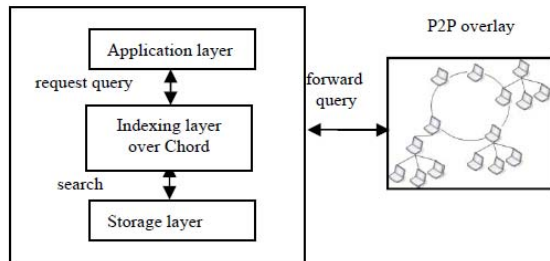 P2P overlay
Application layer
request query
forward
query
Indexing layer
over Chord
search
Storage layer